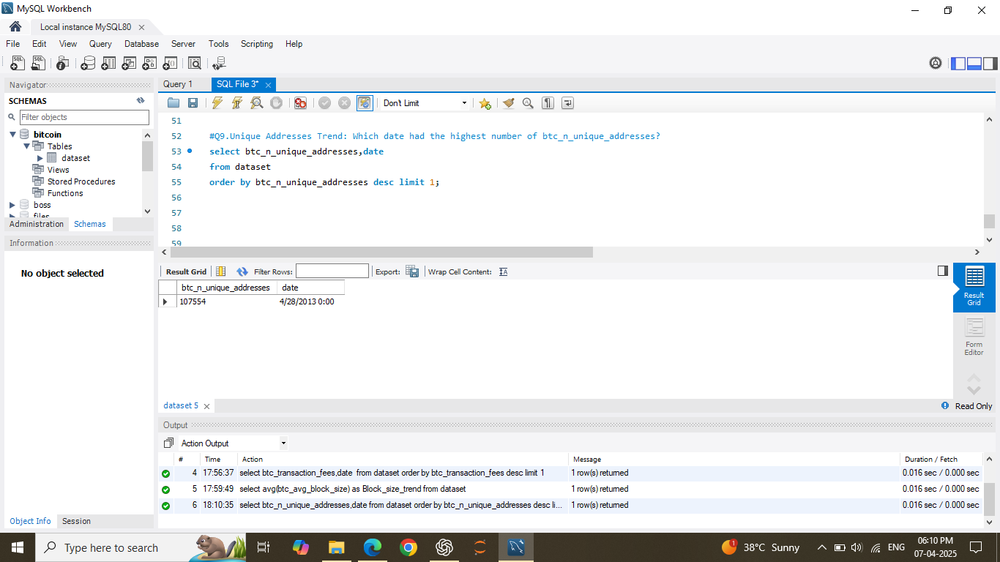 MySQL Workbench
Local instance MySQL80
File Edit View Query Database Server Tools Scripting Help
Navigator
SCHEMAS
Filter objects
bitcoin
Tables
dataset
Views
Stored Procedures
Functions
boss
files
Administration Schemas
Information
No object selected
Object Info Session
Query 1 SQL File 3*
Don't Limit
51
52 #Q9.Unique Addresses Trend: Which date had the highest number of btc_n_unique_addresses?
53 select btc_n_unique_addresses,date
54 from dataset
55 order by btc_n_unique_addresses desc limit 1;
56
57
58
59
Result Grid Filter Rows: Export: Wrap Cell Content: IA
btc_n_unique_addresses date
107554 4/28/2013 0:00
Result
Grid
Form
Editor
dataset 5 Read Only
Output
Action Output
# Time Action Message Duration / Fetch
4 17:56:37 select btc_transaction_fees,date from dataset order by btc_transaction_fees desc limit 1 1 row(s) returned 0.016 sec / 0.000 sec
5 17:59:49 select avg(btc_avg_block_size) as Block_size_trend from dataset 1 row(s) returned 0.016 sec / 0.000 sec
6 18:10:35 select btc_n_unique_addresses,date from dataset order by btc_n_unique_addresses desc li... 1 row(s) returned 0.016 sec / 0.000 sec
Type here to search
1 38°C Sunny ENG 06:10 PM
07-04-2025